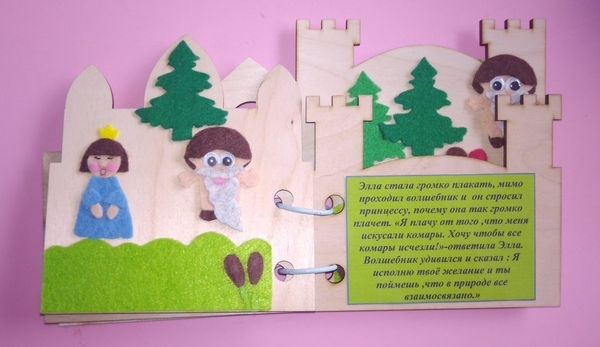 Элла стала громко плакать, мимо
проходил волшебник и он спросил
принцессу, почему она так громко
плачет. «Я плачу от того ,что меня
искусали комары. Хочу чтобы все
комары исчезли!»-ответила Элла.
Волшебник удивился и сказал : Я
исполню твоё желание и ты
поймешь ,что в природе все
взаимосвязано.»